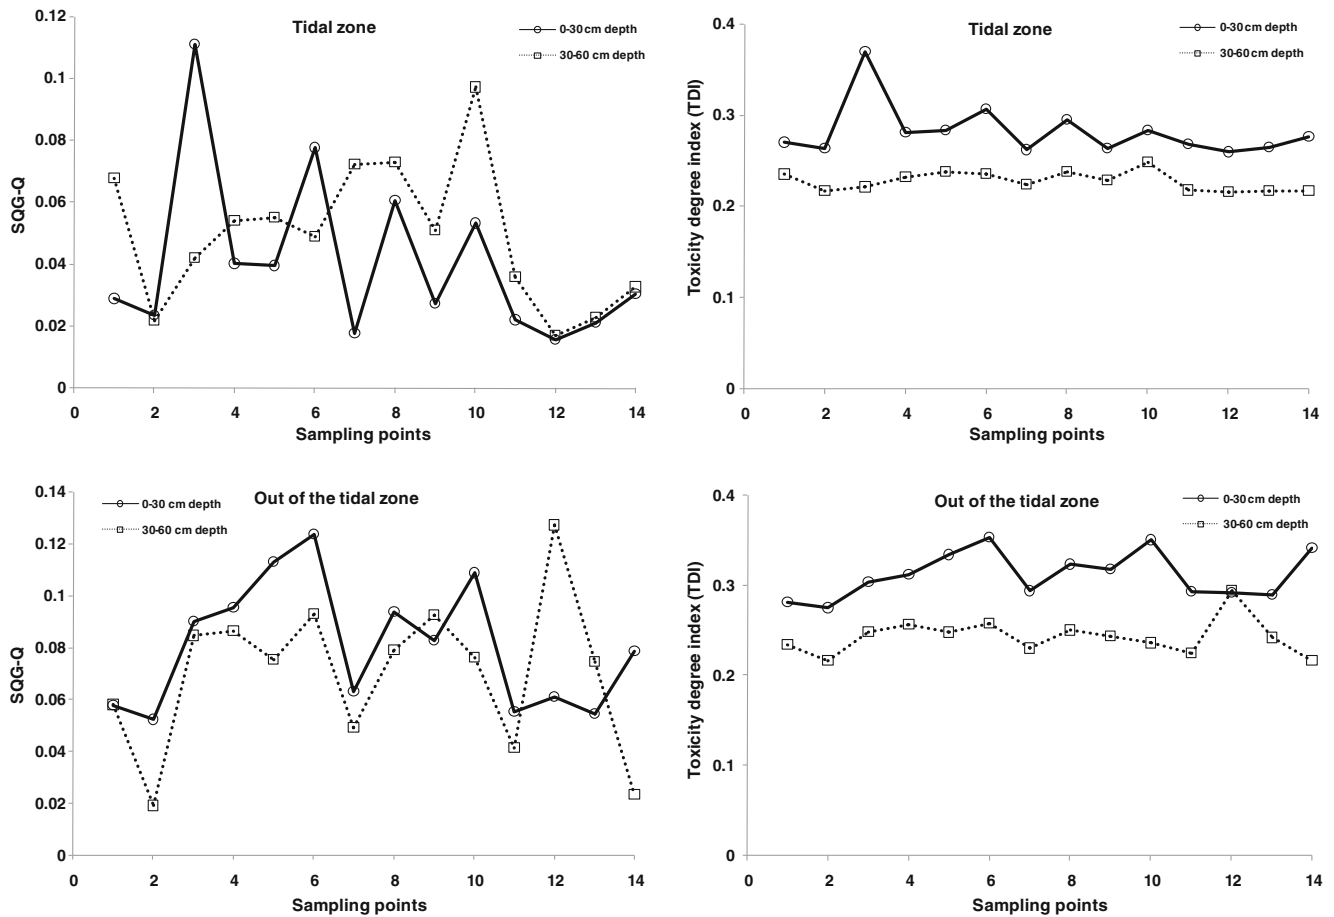 Tidal zone
0-30 cm depth
30-60 cm depth
SQG-Q
0.12
0.1
0.08
0.06
0.04
0.02
0
0 2 4 6 8 10 12 14
Sampling points
Tidal zone
0-30 cm depth
30-60 cm depth
Toxicity degree index (TDI)
0.4
0.3
0.2
0.1
0
0 2 4 6 8 10 12 14
Sampling points
Out of the tidal zone
0-30 cm depth
30-60 cm depth
SQG-Q
0.14
0.12
0.1
0.08
0.06
0.04
0.02
0
0 2 4 6 8 10 12 14
Sampling points
Out of the tidal zone
0-30 cm depth
30-60 cm depth
Toxicity degree index (TDI)
0.4
0.3
0.2
0.1
0
0 2 4 6 8 10 12 14
Sampling points